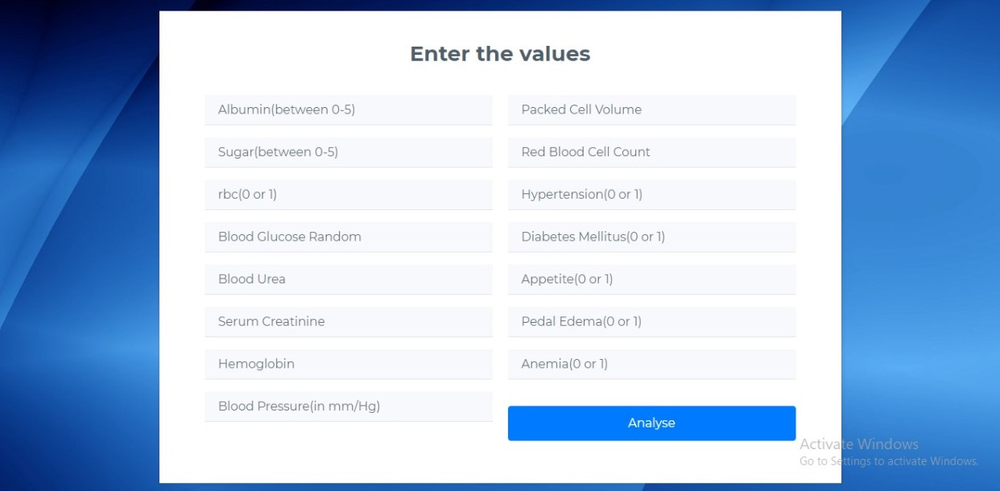 Enter the values
Albumin(between 0-5)
Packed Cell Volume
Sugar(between 0-5)
Red Blood Cell Count
rbc(0 or 1)
Hypertension(0 or 1)
Blood Glucose Random
Diabetes Mellitus(0 or 1)
Blood Urea
Appetite(0 or 1)
Serum Creatinine
Pedal Edema(0 or 1)
Hemoglobin
Anemia(0 or 1)
Blood Pressure(in mm/Hg)
Analyse
Activate Windows
Go to Settings to activate Windows.